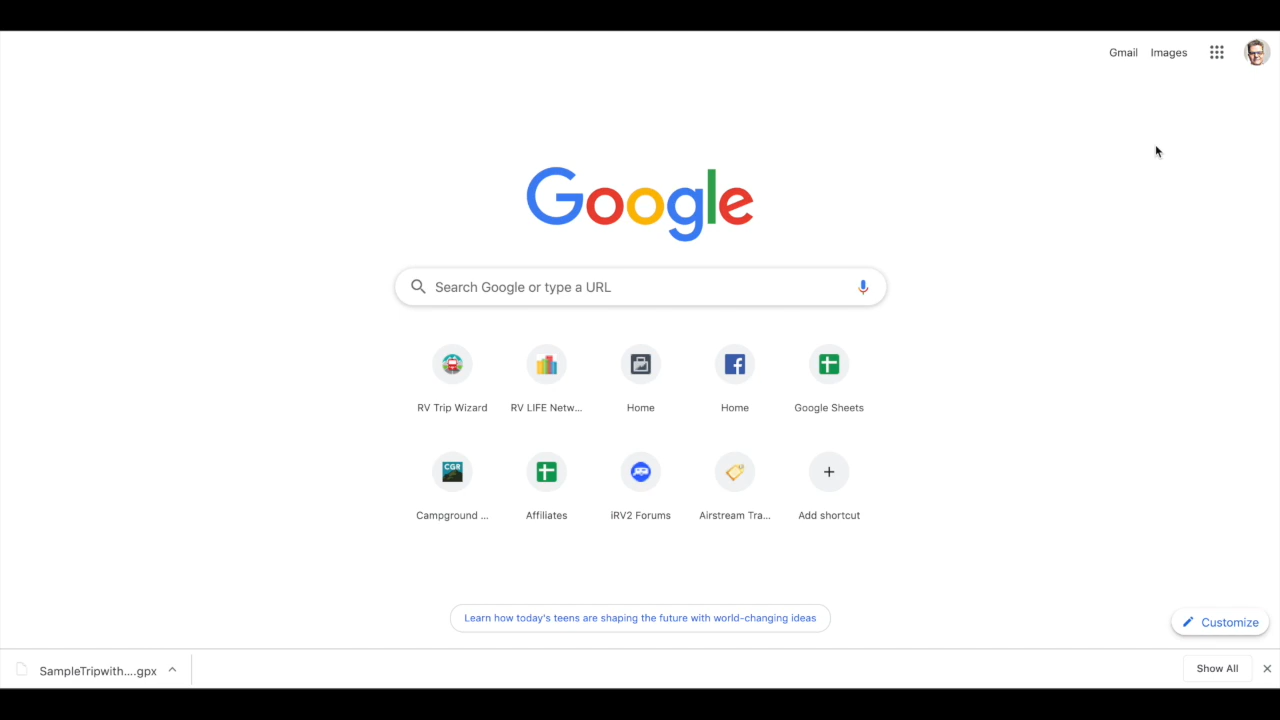 Gmail Images
Google
Search Google or type a URL
RV Trip Wizard
RV LIFE Netw...
Home
Home
Google Sheets
CGR
Campground ...
Affiliates
iRV2 Forums
Airstream Tra...
Add shortcut
Learn how today's teens are shaping the future with world-changing ideas
Customize
SampleTripwith....gpx
Show All